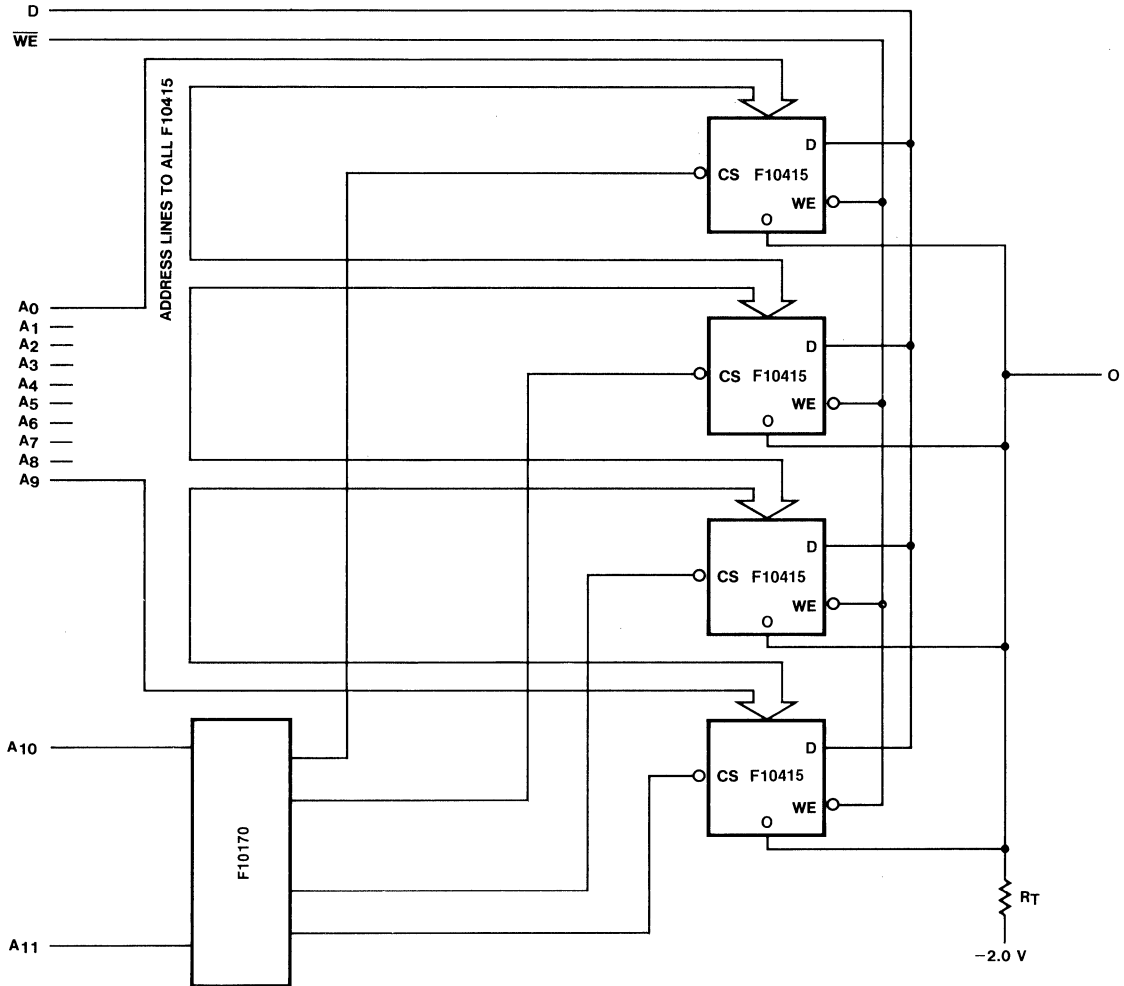 D
WE
ADDRESS LINES TO ALL F10415
D
CS F10415
WE
O
A0
A1
A2
A3
A4
A5
A6
A7
A8
A9
D
CS F10415
WE
O
O
D
CS F10415
WE
O
A10
A11
F10170
D
CS F10415
WE
O
RT
−2.0 V